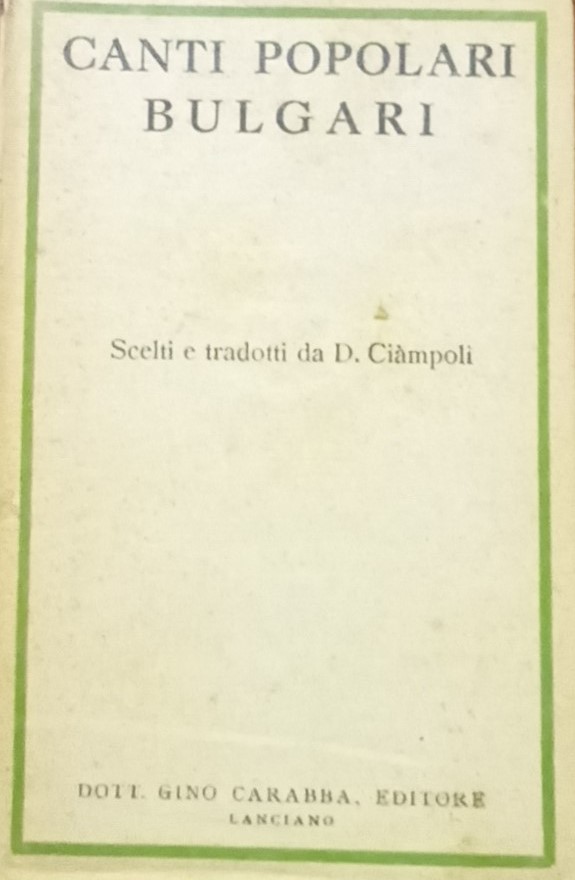 CANTI POPOLARI
BULGARI
Scelti e tradotti da D. Ciàmpoli
DOTT. GINO CARABBA, EDITORE
LANCIANO